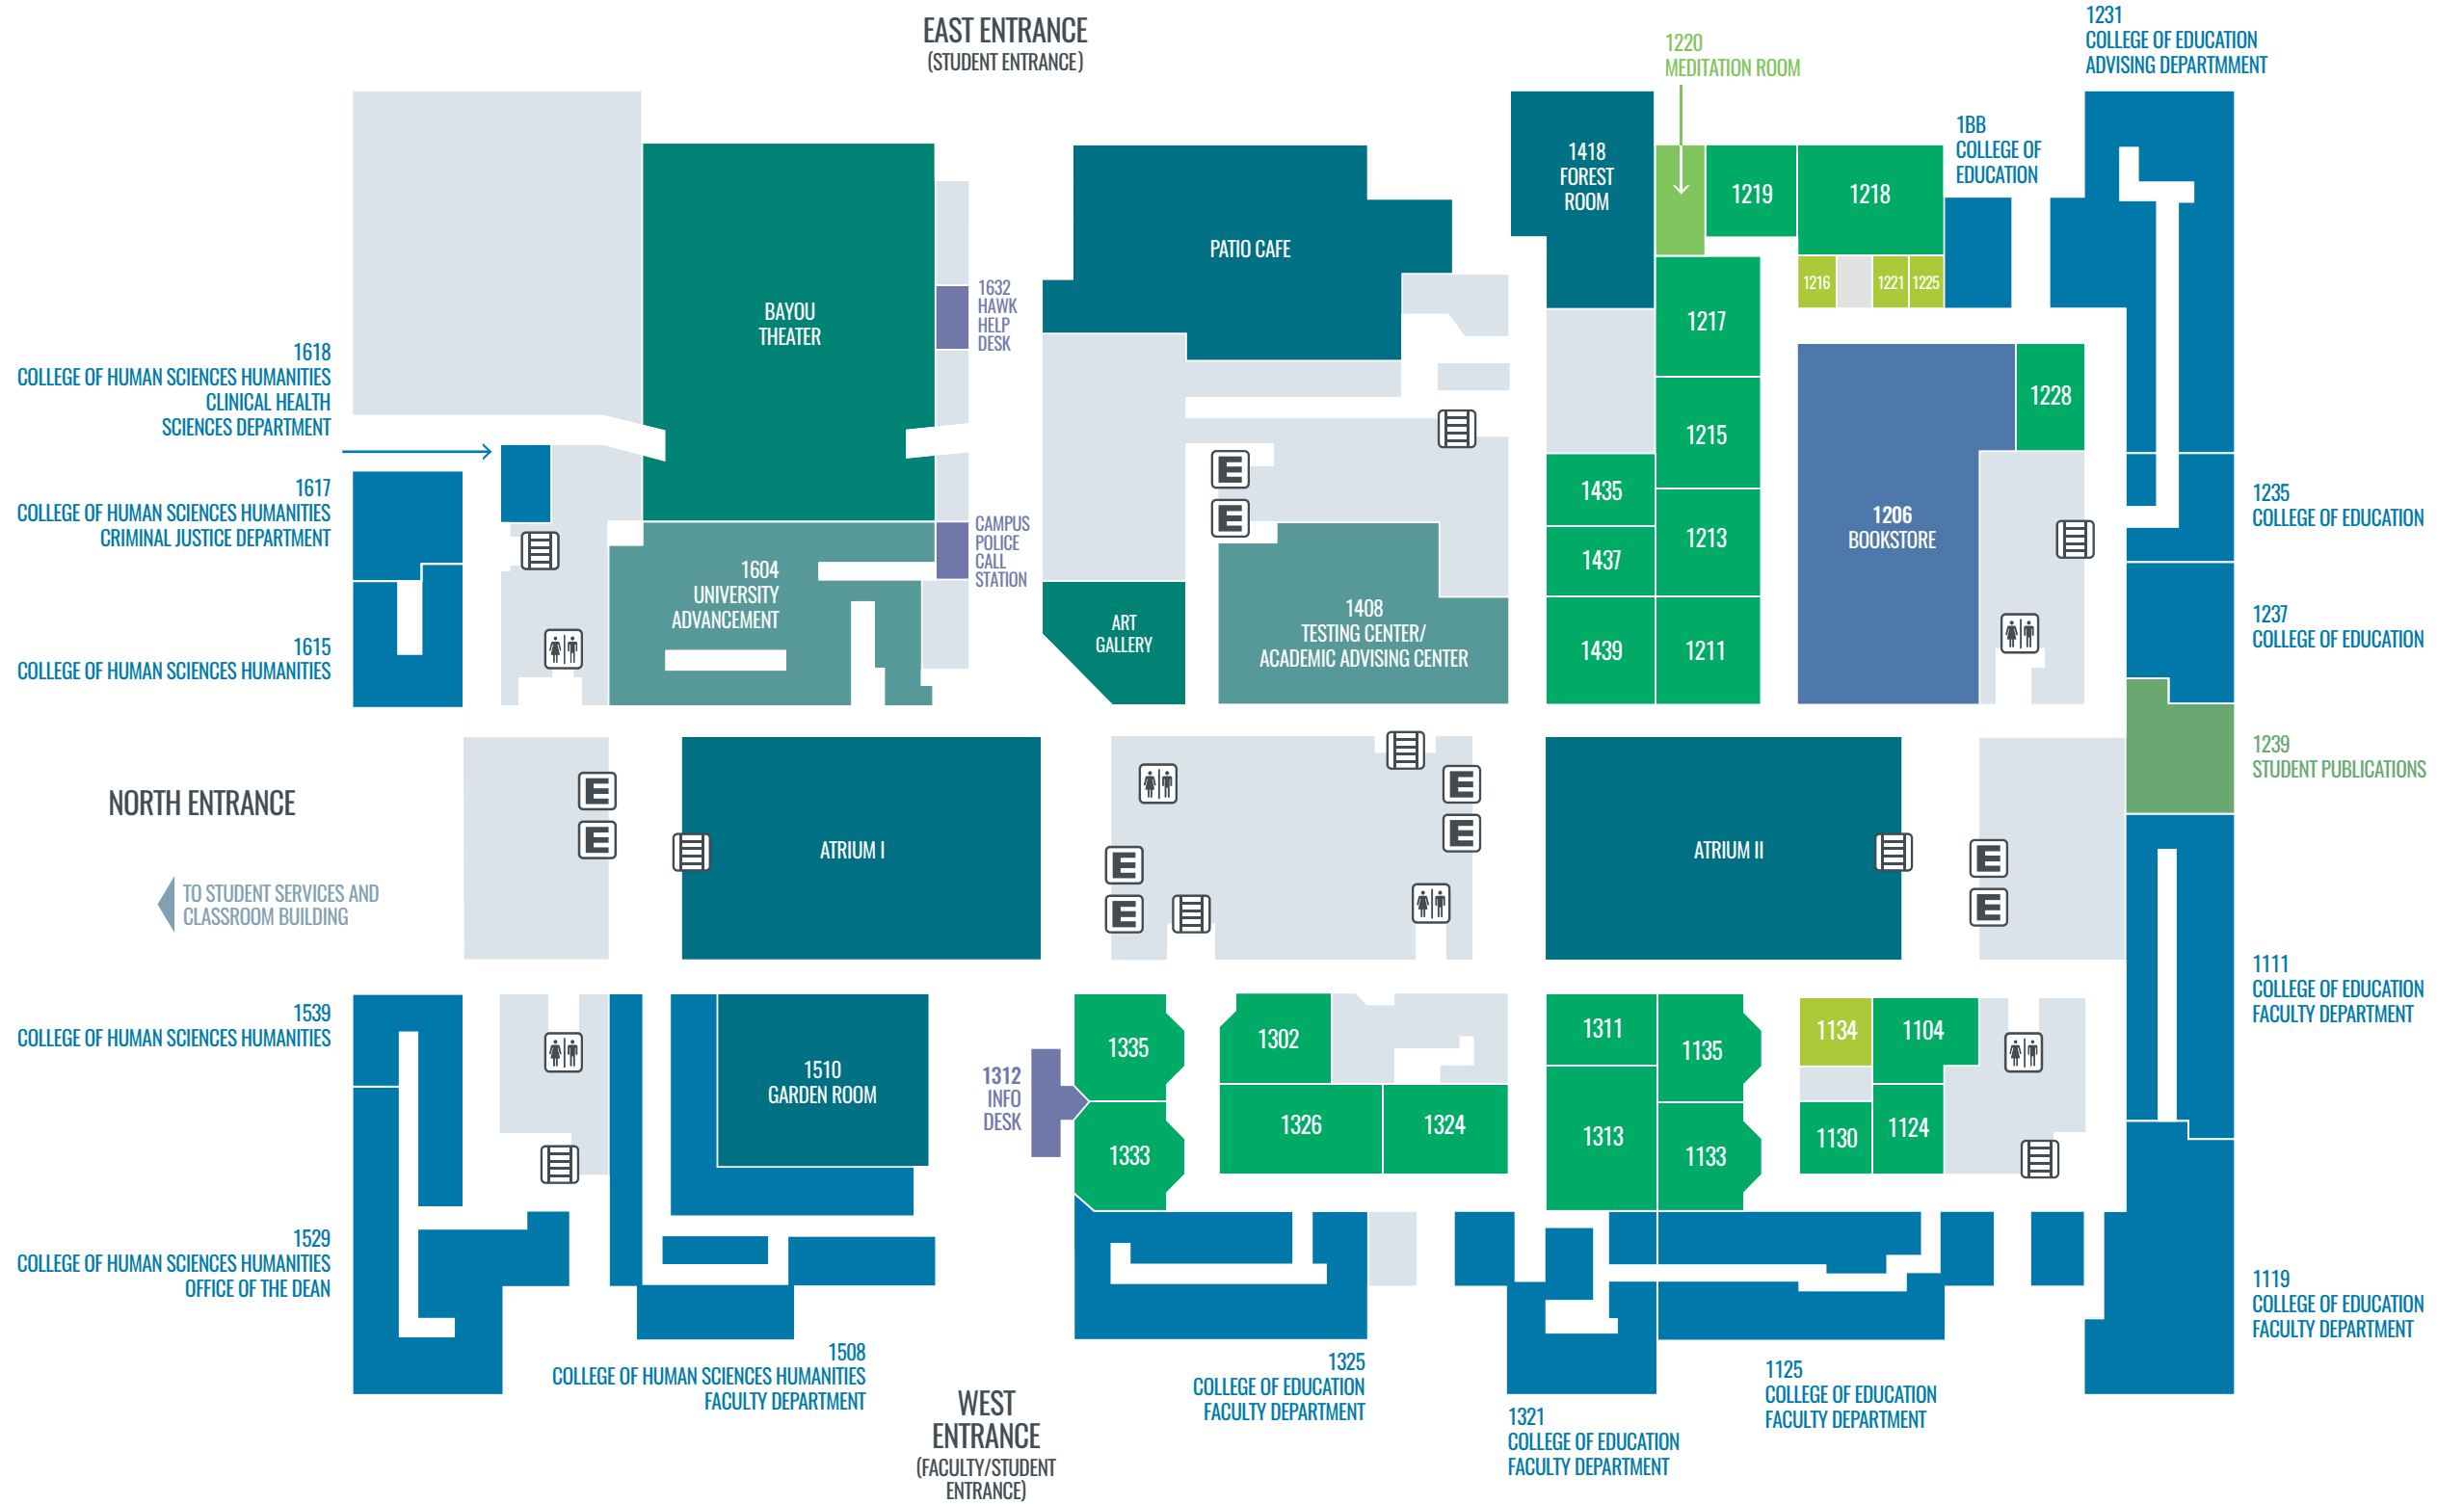 EAST ENTRANCE
(STUDENT ENTRANCE)
1220
MEDITATION ROOM
1231
COLLEGE OF EDUCATION
ADVISING DEPARTMMENT
1BB
COLLEGE OF
EDUCATION
1418
FOREST
ROOM
1219
1218
1216
1221
1225
PATIO CAFE
BAYOU
THEATER
1632
HAWK
HELP
DESK
1217
1618
COLLEGE OF HUMAN SCIENCES HUMANITIES
CLINICAL HEALTH
SCIENCES DEPARTMENT
1228
1215
E
E
1617
COLLEGE OF HUMAN SCIENCES HUMANITIES
CRIMINAL JUSTICE DEPARTMENT
1435
1235
COLLEGE OF EDUCATION
1206
BOOKSTORE
CAMPUS
POLICE
CALL
STATION
1213
1437
1604
UNIVERSITY
ADVANCEMENT
ART
GALLERY
1408
TESTING CENTER/
ACADEMIC ADVISING CENTER
1439
1211
1237
COLLEGE OF EDUCATION
1615
COLLEGE OF HUMAN SCIENCES HUMANITIES
1239
STUDENT PUBLICATIONS
NORTH ENTRANCE
E
E
ATRIUM I
E
E
E
E
ATRIUM II
E
E
TO STUDENT SERVICES AND
CLASSROOM BUILDING
1111
COLLEGE OF EDUCATION
FACULTY DEPARTMENT
1539
COLLEGE OF HUMAN SCIENCES HUMANITIES
1510
GARDEN ROOM
1312
INFO
DESK
1335
1302
1311
1135
1134
1104
1333
1326
1324
1313
1133
1130
1124
1529
COLLEGE OF HUMAN SCIENCES HUMANITIES
OFFICE OF THE DEAN
1119
COLLEGE OF EDUCATION
FACULTY DEPARTMENT
1508
COLLEGE OF HUMAN SCIENCES HUMANITIES
FACULTY DEPARTMENT
1325
COLLEGE OF EDUCATION
FACULTY DEPARTMENT
1125
COLLEGE OF EDUCATION
FACULTY DEPARTMENT
WEST
ENTRANCE
(FACULTY/STUDENT
ENTRANCE)
1321
COLLEGE OF EDUCATION
FACULTY DEPARTMENT